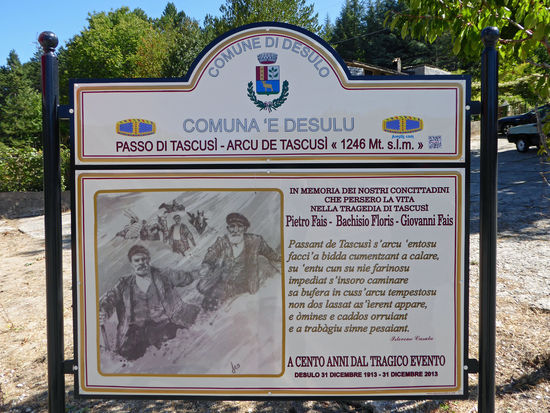 COMUNE DI DESULO
COMUNA 'E DESULU
PASSO DI TASCUSÌ - ARCU DE TASCUSÌ « 1246 Mt. s.l.m. »
IN MEMORIA DEI NOSTRI CONCITTADINI
CHE PERSERO LA VITA
NELLA TRAGEDIA DI TASCUSÌ
Pietro Fais - Bachisio Floris - Giovanni Fais
Passant de Tascusì s'arcu 'entosu
facci'a bidda cumentzant a calare,
su 'entu cun su nie farinosu
impediat s'insoro caminare
sa bufera in cuss'arcu tempestosu
non dos lassat as'ierent appare,
e òmines e caddos orruiant
e a trabàgiu sinne pesaiant.
A CENTO ANNI DAL TRAGICO EVENTO
DESULO 31 DICEMBRE 1913 - 31 DICEMBRE 2013